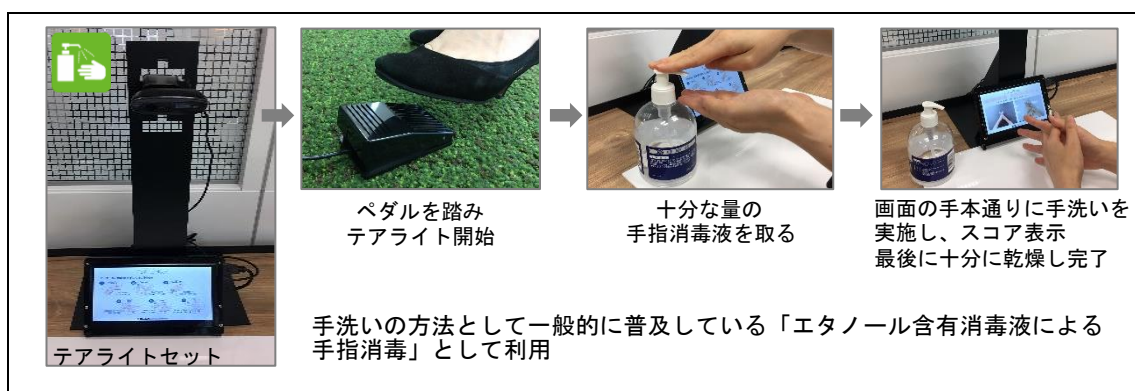 テアライトセット
ペダルを踏み
テアライト開始
十分な量の
手指消毒液を取る
画面の手本通りに手洗いを
実施し、スコア表示
最後に十分に乾燥し完了
手洗いの方法として一般的に普及している「エタノール含有消毒液による
手指消毒」として利用